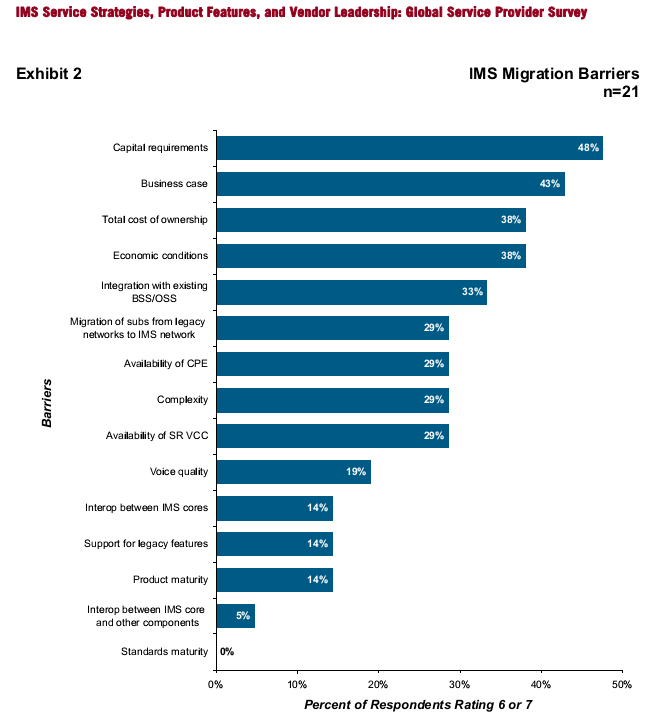 IMS Service Strategies, Product Features, and Vendor Leadership: Global Service Provider Survey
Exhibit 2
IMS Migration Barriers
n=21
Capital requirements
48%
Business case
43%
Total cost of ownership
38%
Economic conditions
38%
Integration with existing
BSS/OSS
33%
Migration of subs from legacy
networks to IMS network
29%
Availability of CPE
29%
Complexity
29%
Availability of SR VCC
29%
Voice quality
19%
Interop between IMS cores
14%
Support for legacy features
14%
Product maturity
14%
Interop between IMS core
and other components
5%
Standards maturity
0%
Barriers
0%
10%
20%
30%
40%
50%
Percent of Respondents Rating 6 or 7